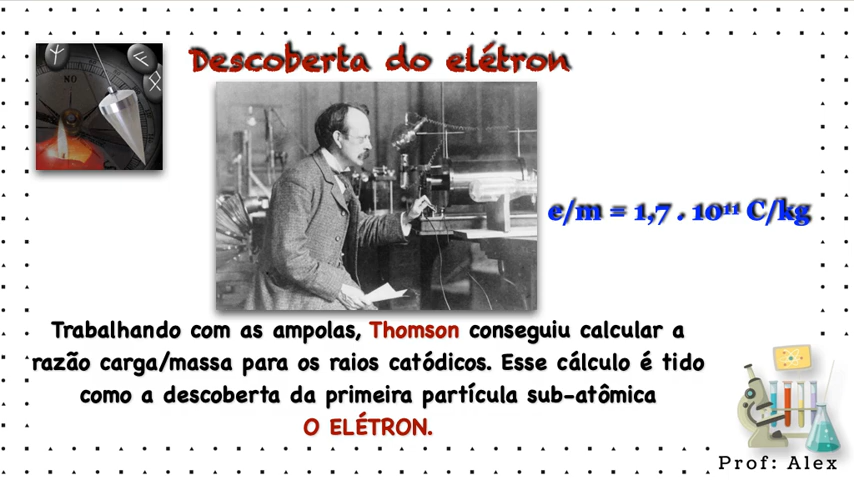 Descoberta do elétron
NO
e/m = 1,7 . 10¹¹ C/kg
Trabalhando com as ampolas, Thomson conseguiu calcular a
razão carga/massa para os raios catódicos. Esse cálculo é tido
como a descoberta da primeira partícula sub-atômica
O ELÉTRON.
Prof: Alex